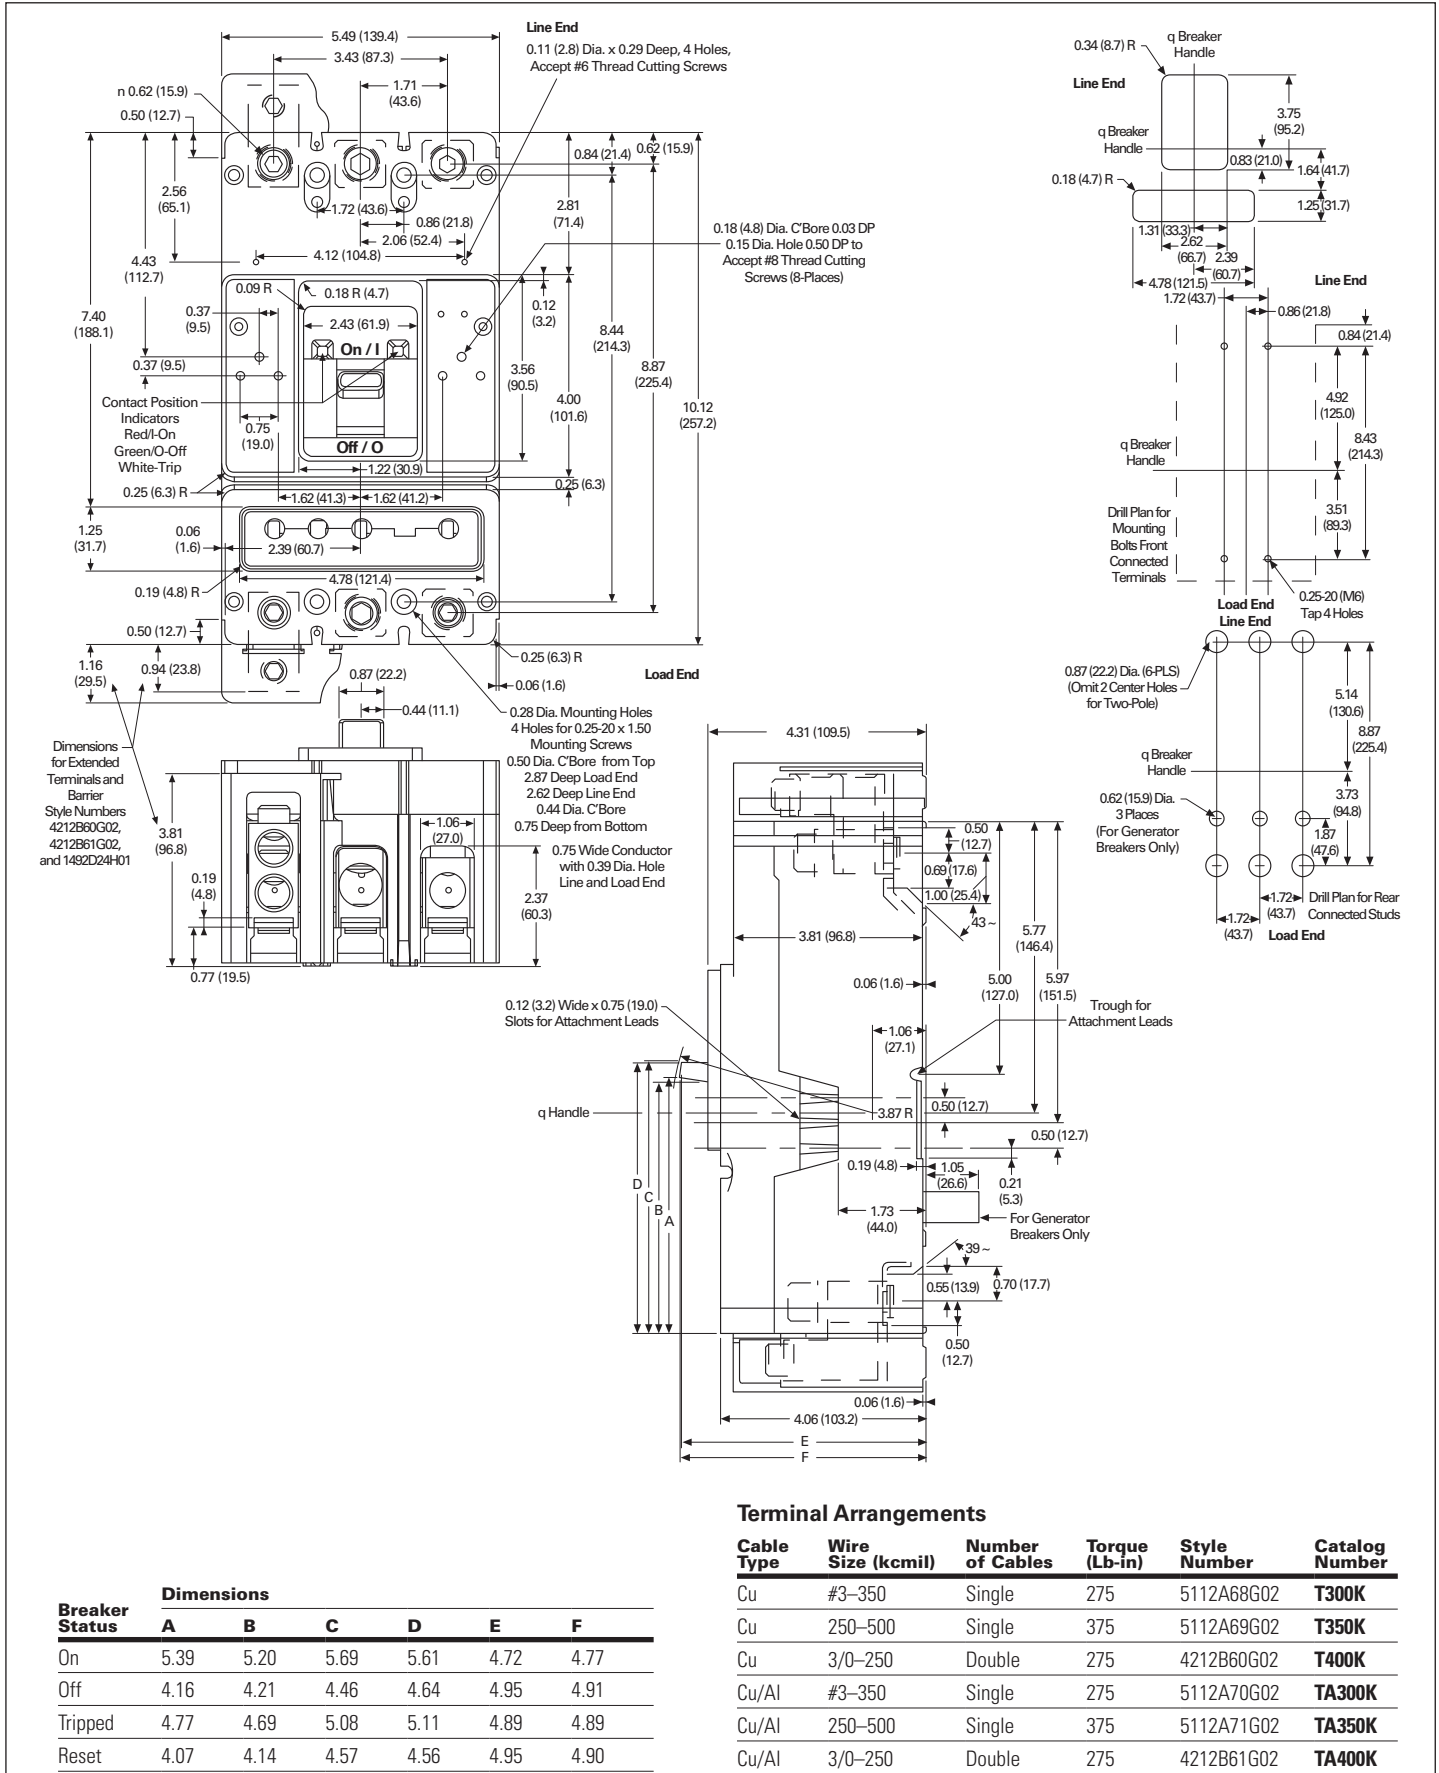 5.49 (139.4)
Line End
3.43 (87.3)
0.11 (2.8) Dia. x 0.29 Deep, 4 Holes,
Accept #6 Thread Cutting Screws
1.71
(43.6)
n 0.62 (15.9)
0.50 (12.7)
0.84 (21.4)
0.62 (15.9)
2.56
(65.1)
2.81
(71.4)
1.72 (43.6)
0.86 (21.8)
2.06 (52.4)
4.12 (104.8)
4.43
(112.7)
0.18 (4.8) Dia. C'Bore 0.03 DP
0.15 Dia. Hole 0.50 DP to
Accept #8 Thread Cutting
Screws (8-Places)
0.09 R
0.18 R (4.7)
0.12
(3.2)
7.40
(188.1)
0.37
(9.5)
2.43 (61.9)
On / I
8.44
(214.3)
0.37 (9.5)
3.56
(90.5)
8.87
(225.4)
4.00
(101.6)
10.12
(257.2)
Contact Position
Indicators
Red/I-On
Green/O-Off
White-Trip
0.75
(19.0)
Off / O
1.22 (30.9)
0.25 (6.3) R
0.25 (6.3)
1.62 (41.3)
1.62 (41.2)
1.25
(31.7)
0.06
(1.6)
2.39 (60.7)
4.78 (121.4)
0.19 (4.8) R
0.50 (12.7)
0.25 (6.3) R
1.16
(29.5)
0.94 (23.8)
Load End
0.87 (22.2)
0.06 (1.6)
0.44 (11.1)
0.28 Dia. Mounting Holes
4 Holes for 0.25-20 x 1.50
Mounting Screws
0.50 Dia. C'Bore from Top
2.87 Deep Load End
2.62 Deep Line End
0.44 Dia. C'Bore
0.75 Deep from Bottom
Dimensions
for Extended
Terminals and
Barrier
Style Numbers
4212B60G02,
4212B61G02,
and 1492D24H01
3.81
(96.8)
1.06
(27.0)
0.75 Wide Conductor
with 0.39 Dia. Hole
Line and Load End
0.19
(4.8)
2.37
(60.3)
0.77 (19.5)
q Breaker
Handle
0.34 (8.7) R
Line End
3.75
(95.2)
q Breaker
Handle
0.83 (21.0)
1.64 (41.7)
0.18 (4.7) R
1.25 (31.7)
1.31 (33.3)
2.62
(66.7)
2.39
(60.7)
4.78 (121.5)
Line End
1.72 (43.7)
0.86 (21.8)
0.84 (21.4)
4.92
(125.0)
8.43
(214.3)
q Breaker
Handle
3.51
(89.3)
Drill Plan for
Mounting
Bolts Front
Connected
Terminals
0.25-20 (M6)
Tap 4 Holes
Load End
Line End
0.87 (22.2) Dia. (6-PLS)
(Omit 2 Center Holes
for Two-Pole)
5.14
(130.6)
8.87
(225.4)
q Breaker
Handle
3.73
(94.8)
0.62 (15.9) Dia.
3 Places
(For Generator
Breakers Only)
1.87
(47.6)
1.72
(43.7)
Drill Plan for Rear
Connected Studs
1.72
(43.7)
Load End
4.31 (109.5)
0.50
(12.7)
0.69 (17.6)
1.00 (25.4)
43 ~
3.81 (96.8)
5.77
(146.4)
0.06 (1.6)
5.00
(127.0)
5.97
(151.5)
0.12 (3.2) Wide x 0.75 (19.0)
Slots for Attachment Leads
Trough for
Attachment Leads
1.06
(27.1)
q Handle
3.87 R
0.50 (12.7)
0.50 (12.7)
0.19 (4.8)
1.05
(26.6)
0.21
(5.3)
D
C
B
A
1.73
(44.0)
For Generator
Breakers Only
39 ~
0.55 (13.9)
0.70 (17.7)
0.50
(12.7)
0.06 (1.6)
4.06 (103.2)
E
F
Dimensions
Breaker
Status A B C D E F
On 5.39 5.20 5.69 5.61 4.72 4.77
Off 4.16 4.21 4.46 4.64 4.95 4.91
Tripped 4.77 4.69 5.08 5.11 4.89 4.89
Reset 4.07 4.14 4.57 4.56 4.95 4.90
Terminal Arrangements
Cable Wire Number Torque Style Catalog
Type Size (kcmil) of Cables (Lb-in) Number Number
Cu #3–350 Single 275 5112A68G02 T300K
Cu 250–500 Single 375 5112A69G02 T350K
Cu 3/0–250 Double 275 4212B60G02 T400K
Cu/Al #3–350 Single 275 5112A70G02 TA300K
Cu/Al 250–500 Single 375 5112A71G02 TA350K
Cu/Al 3/0–250 Double 275 4212B61G02 TA400K